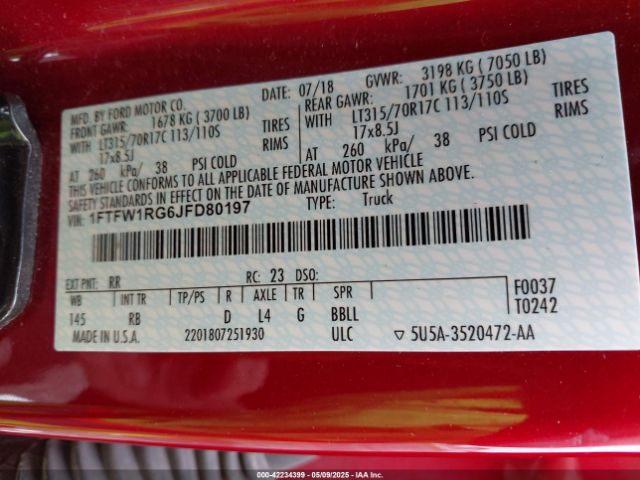 MFD. BY FORD MOTOR CO. DATE: 07/18 GVWR: 3198 KG ( 7050 LB)
FRONT GAWR: 1678 KG ( 3700 LB) REAR GAWR: 1701 KG ( 3750 LB)
WITH LT315/70R17C 113/110S TIRES WITH LT315/70R17C 113/110S TIRES
17x8.5J RIMS 17x8.5J RIMS
AT 260 kPa/ 38 PSI COLD AT 260 kPa/ 38 PSI COLD
THIS VEHICLE CONFORMS TO ALL APPLICABLE FEDERAL MOTOR VEHICLE
SAFETY STANDARDS IN EFFECT ON THE DATE OF MANUFACTURE SHOWN ABOVE.
VIN: 1FTFW1RG6JFD80197 TYPE: Truck
EXT PNT: RR RC: 23 DSO:
WB INT TR TP/PS R AXLE TR SPR F0037
145 RB D L4 G BBLL T0242
MADE IN U.S.A. 2201807251930 ULC ▽ 5U5A-3520472-AA
000-42234399 - 05/09/2025 - IAAI.com